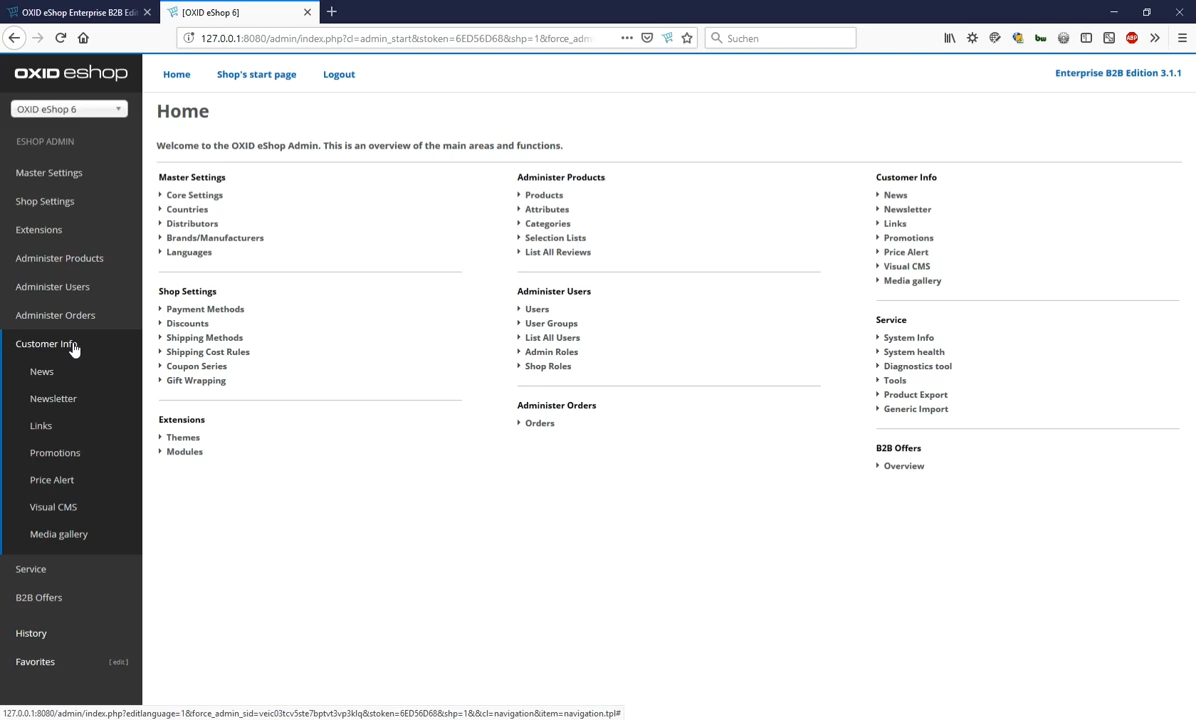 OXID eShop Enterprise B2B Edi
[OXID eShop 6]
127.0.0.1:8080/admin/index.php?cl=admin_start&stoken=6ED56D68&shp=1&force_adm
Suchen
OXID eshop
Home
Shop's start page
Logout
Enterprise B2B Edition 3.1.1
OXID eShop 6
ESHOP ADMIN
Master Settings
Shop Settings
Extensions
Administer Products
Administer Users
Administer Orders
Customer Info
News
Newsletter
Links
Promotions
Price Alert
Visual CMS
Media gallery
Service
B2B Offers
History
Favorites
[ edit ]
Home
Welcome to the OXID eShop Admin. This is an overview of the main areas and functions.
Master Settings
Core Settings
Countries
Distributors
Brands/Manufacturers
Languages
Shop Settings
Payment Methods
Discounts
Shipping Methods
Shipping Cost Rules
Coupon Series
Gift Wrapping
Extensions
Themes
Modules
Administer Products
Products
Attributes
Categories
Selection Lists
List All Reviews
Administer Users
Users
User Groups
List All Users
Admin Roles
Shop Roles
Administer Orders
Orders
Customer Info
News
Newsletter
Links
Promotions
Price Alert
Visual CMS
Media gallery
Service
System Info
System health
Diagnostics tool
Tools
Product Export
Generic Import
B2B Offers
Overview
127.0.0.1:8080/admin/index.php?editlanguage=1&force_admin_sid=veic03tcv5ste7bptvt3vp3klq&stoken=6ED56D68&shp=1&&cl=navigation&item=navigation.tpl#